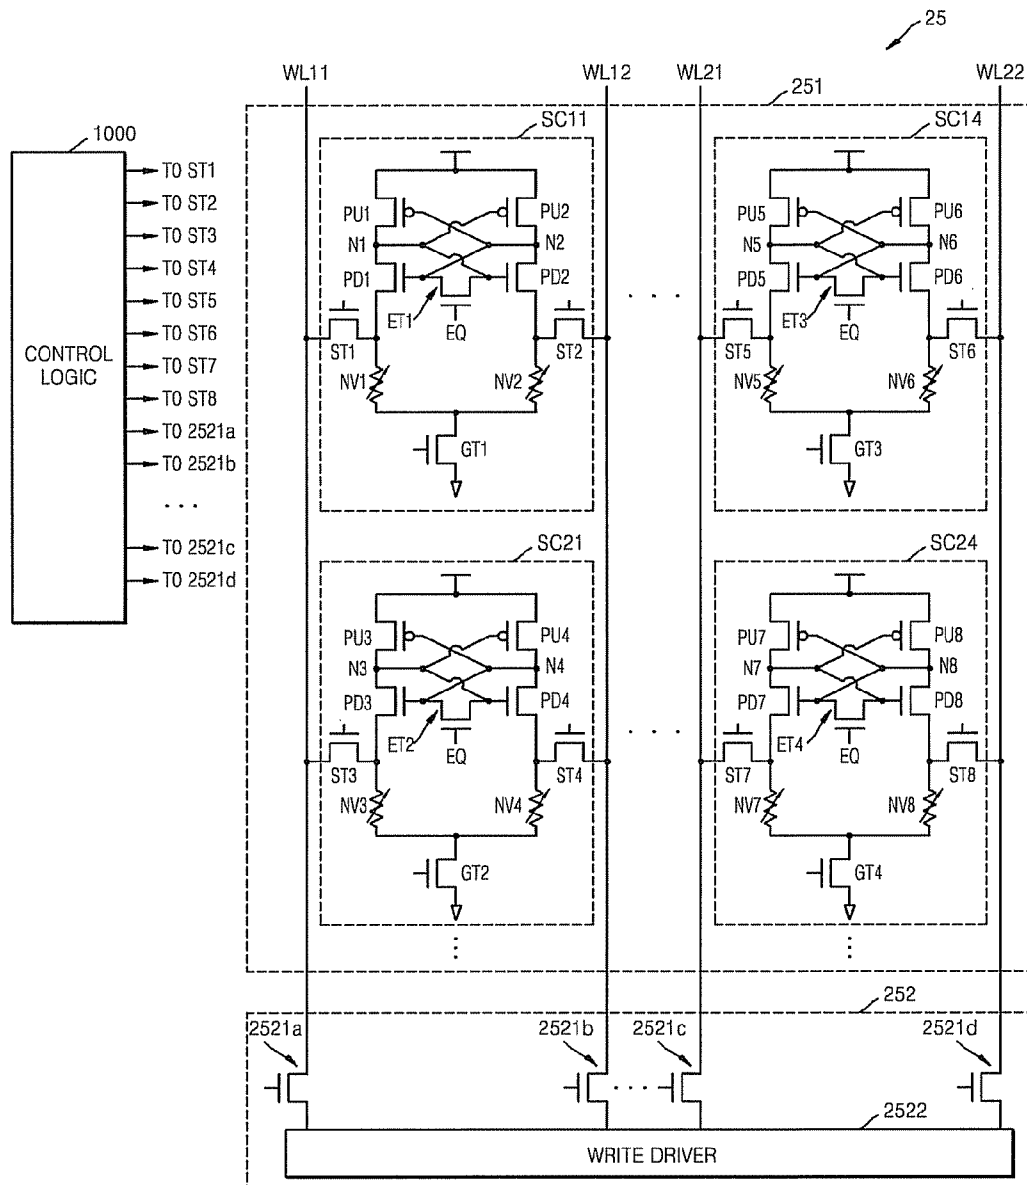 25
WL11
WL12
WL21
WL22
251
1000
CONTROL
LOGIC
TO ST1
TO ST2
TO ST3
TO ST4
TO ST5
TO ST6
TO ST7
TO ST8
TO 2521a
TO 2521b
. . .
TO 2521c
TO 2521d
SC11
PU1
PU2
N1
N2
PD1
PD2
ET1
EQ
ST1
ST2
NV1
NV2
GT1
. . .
SC14
PU5
PU6
N5
N6
PD5
PD6
ET3
EQ
ST5
ST6
NV5
NV6
GT3
SC21
PU3
PU4
N3
N4
PD3
PD4
ET2
EQ
ST3
ST4
NV3
NV4
GT2
. . .
SC24
PU7
PU8
N7
N8
PD7
PD8
ET4
EQ
ST7
ST8
NV7
NV8
GT4
252
2521a
2521b
2521c
2521d
. . .
2522
WRITE DRIVER